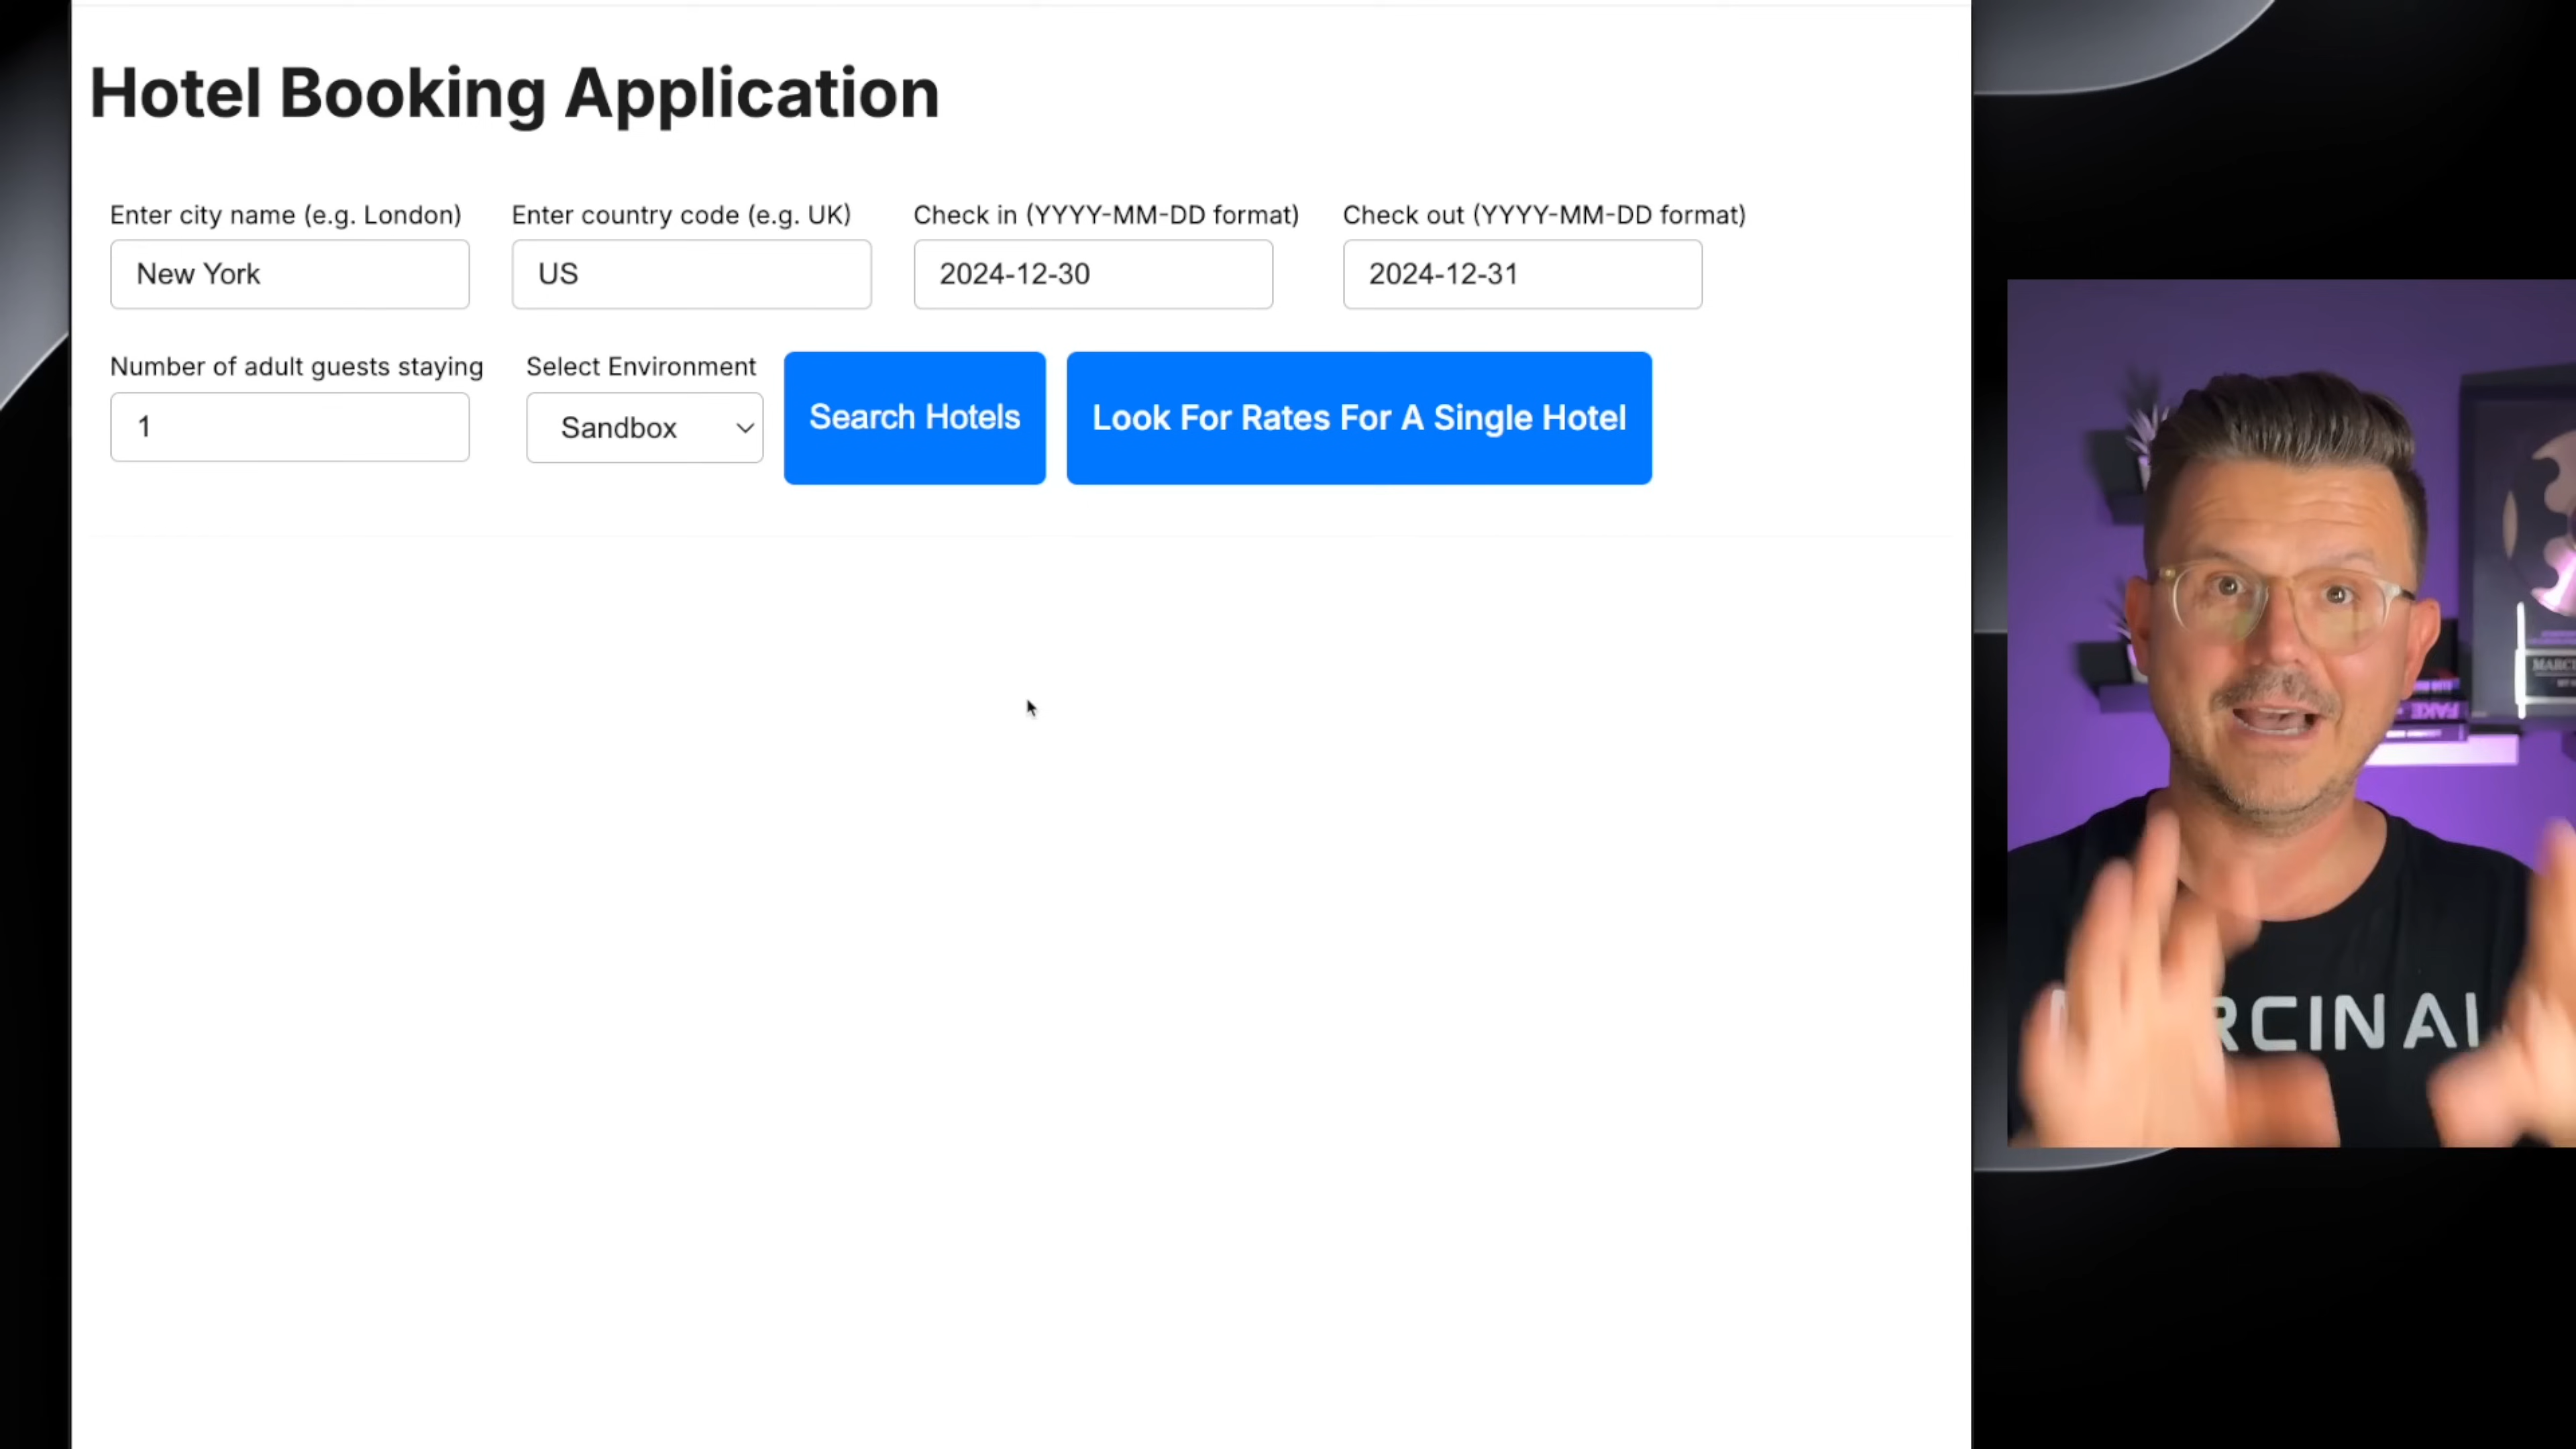 Hotel Booking Application
Enter city name (e.g. London)
Enter country code (e.g. UK)
Check in (YYYY-MM-DD format)
Check out (YYYY-MM-DD format)
New York
US
2024-12-30
2024-12-31
Number of adult guests staying
Select Environment
1
Sandbox
Search Hotels
Look For Rates For A Single Hotel
FAKE
RCIN AI